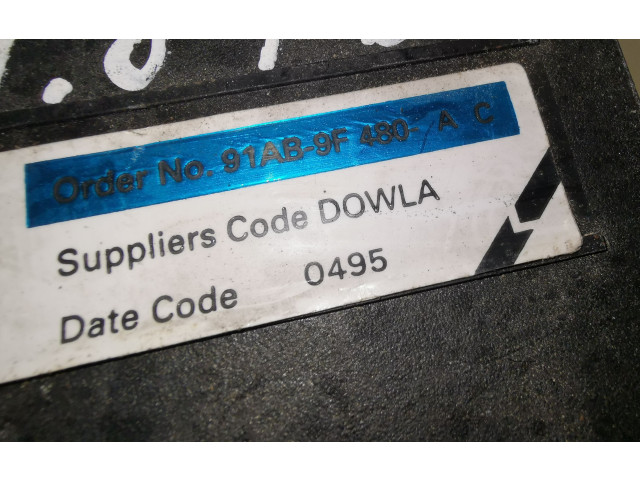 Order No. 91AB-9F 480- A C
Suppliers Code DOWLA
Date Code 0495